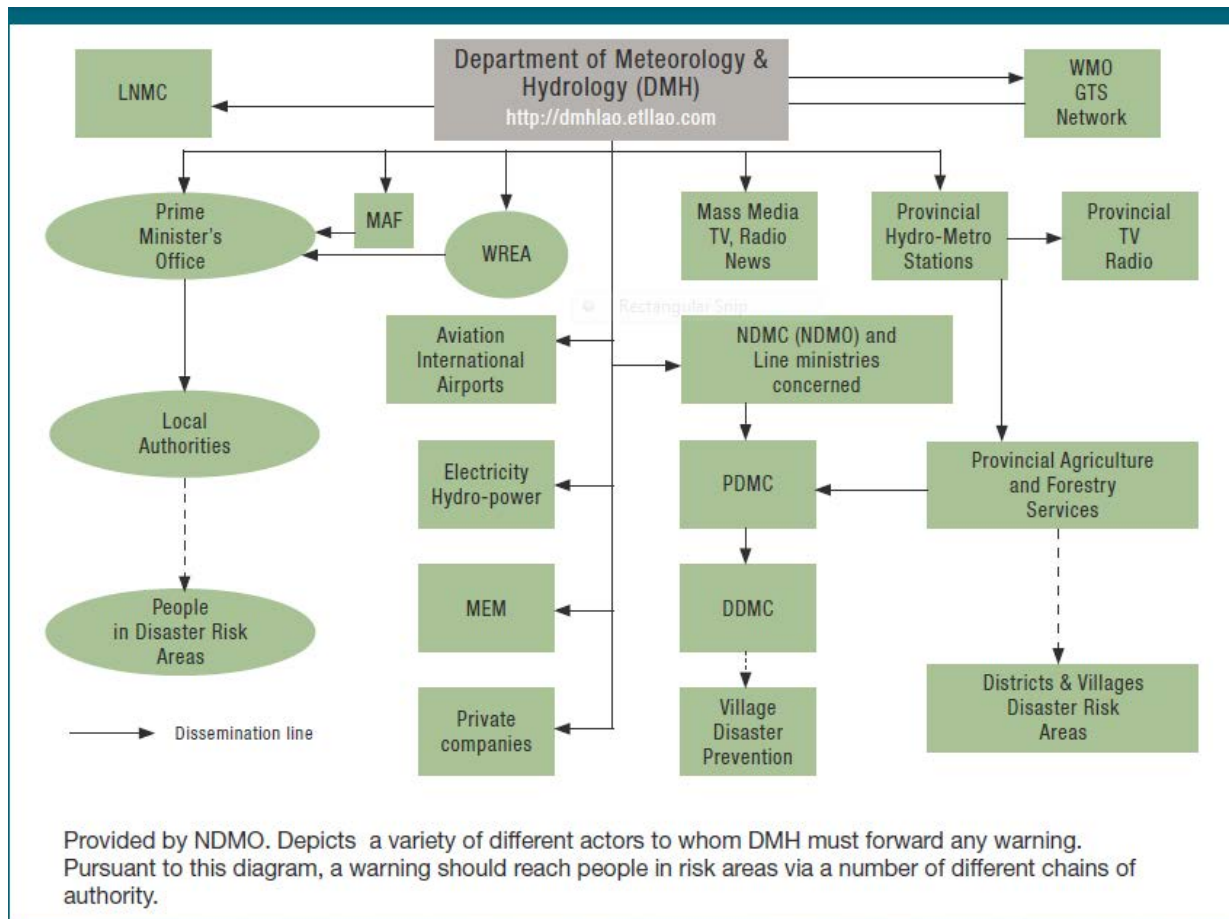 Department of Meteorology &
Hydrology (DMH)
http://dmhlao.etllao.com
LNMC
WMO
GTS
Network
Prime
Minister's
Office
MAF
WREA
Mass Media
TV, Radio
News
Provincial
Hydro-Metro
Stations
Provincial
TV
Radio
Rectangular Snip
Aviation
International
Airports
NDMC (NDMO) and
Line ministries
concerned
Local
Authorities
Electricity
Hydro-power
PDMC
Provincial Agriculture
and Forestry
Services
People
in Disaster Risk
Areas
MEM
DDMC
Districts & Villages
Disaster Risk
Areas
Private
companies
Village
Disaster
Prevention
Dissemination line
Provided by NDMO. Depicts a variety of different actors to whom DMH must forward any warning.
Pursuant to this diagram, a warning should reach people in risk areas via a number of different chains of
authority.